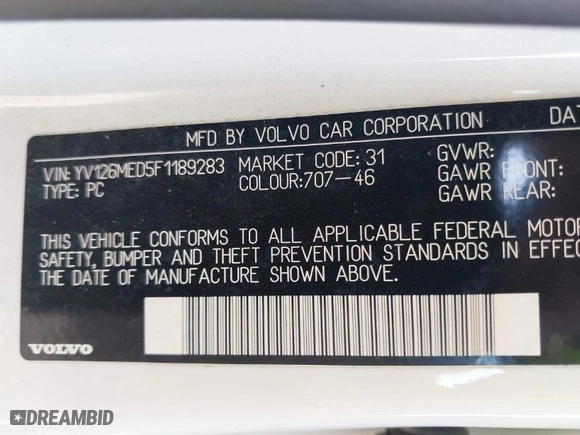 MFD BY VOLVO CAR CORPORATION DAT
VIN: YV126MED5F1189283 MARKET CODE: 31 GVWR:
TYPE: PC COLOUR:707-46 GAWR FRONT:
GAWR REAR:
THIS VEHICLE CONFORMS TO ALL APPLICABLE FEDERAL MOTOR
SAFETY, BUMPER AND THEFT PREVENTION STANDARDS IN EFFEC
THE DATE OF MANUFACTURE SHOWN ABOVE.
VOLVO
DREAMBID